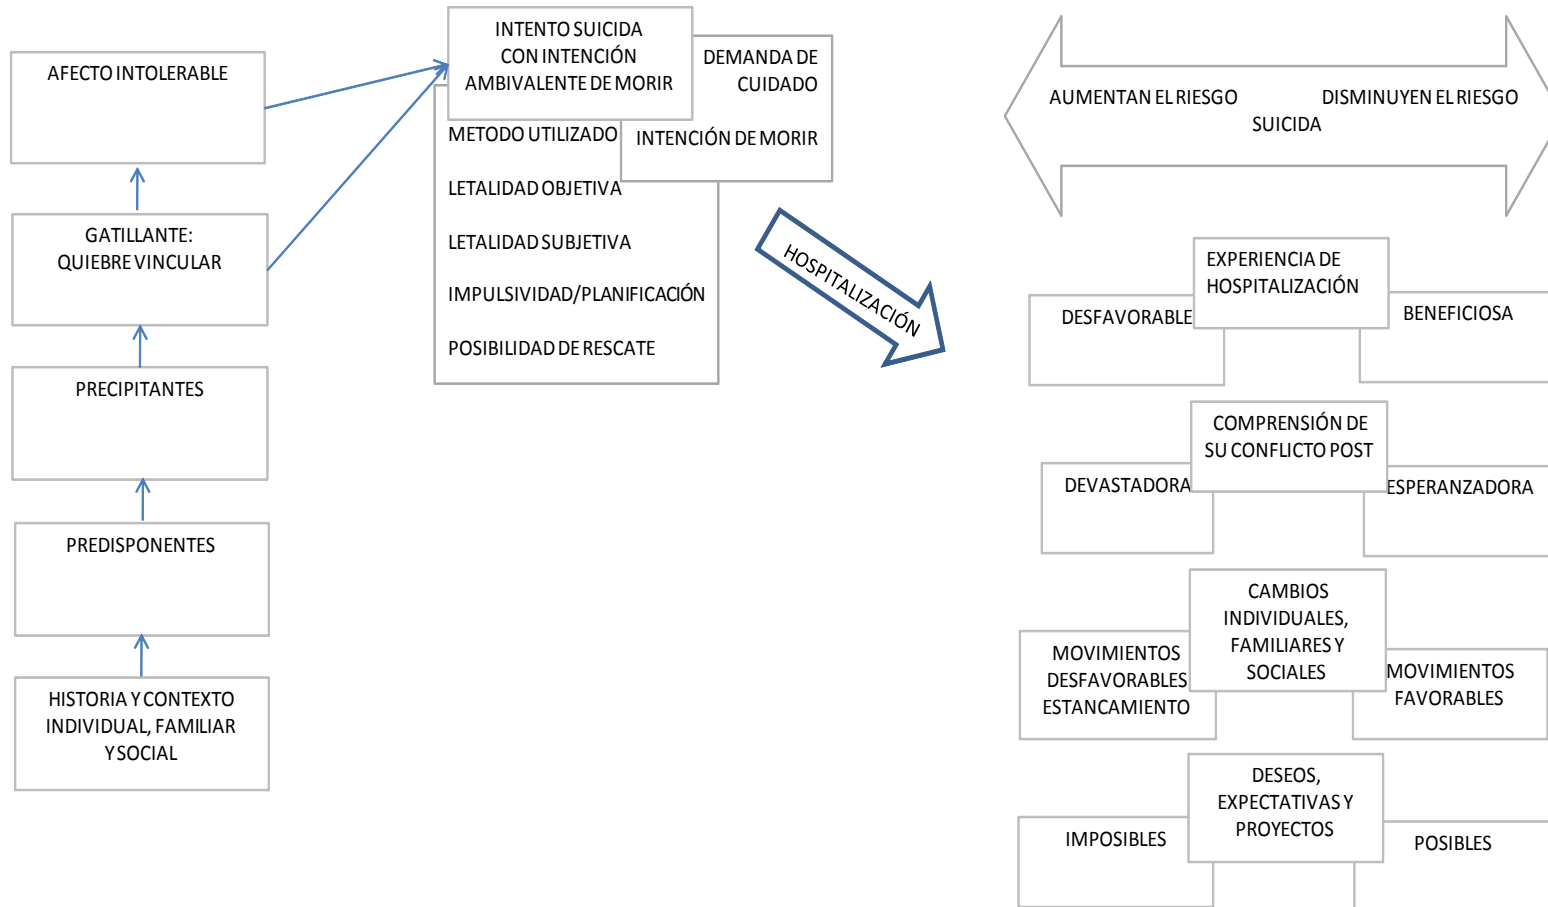 AFECTO INTOLERABLE
GATILLANTE:
QUIEBRE VINCULAR
PRECIPITANTES
PREDISPONENTES
HISTORIA Y CONTEXTO
INDIVIDUAL, FAMILIAR
Y SOCIAL
INTENTO SUICIDA
CON INTENCIÓN
AMBIVALENTE DE MORIR
DEMANDA DE
CUIDADO
INTENCIÓN DE MORIR
METODO UTILIZADO
LETALIDAD OBJETIVA
LETALIDAD SUBJETIVA
IMPULSIVIDAD/PLANIFICACIÓN
POSIBILIDAD DE RESCATE
HOSPITALIZACIÓN
AUMENTAN EL RIESGO DISMINUYEN EL RIESGO
SUICIDA
EXPERIENCIA DE
HOSPITALIZACIÓN
DESFAVORABLE
BENEFICIOSA
COMPRENSIÓN DE
SU CONFLICTO POST
DEVASTADORA
ESPERANZADORA
CAMBIOS
INDIVIDUALES,
FAMILIARES Y
SOCIALES
MOVIMIENTOS
DESFAVORABLES
ESTANCAMIENTO
MOVIMIENTOS
FAVORABLES
DESEOS,
EXPECTATIVAS Y
PROYECTOS
IMPOSIBLES
POSIBLES